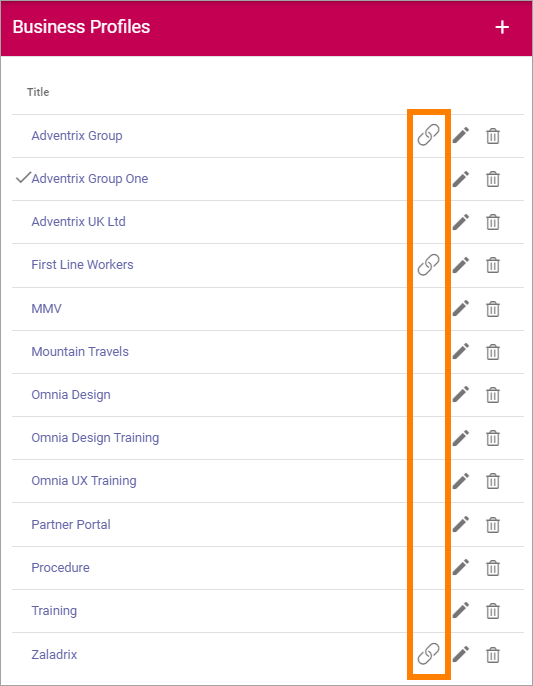 Business Profiles
Title
Adventrix Group
Adventrix Group One
Adventrix UK Ltd
First Line Workers
MMV
Mountain Travels
Omnia Design
Omnia Design Training
Omnia UX Training
Partner Portal
Procedure
Training
Zaladrix